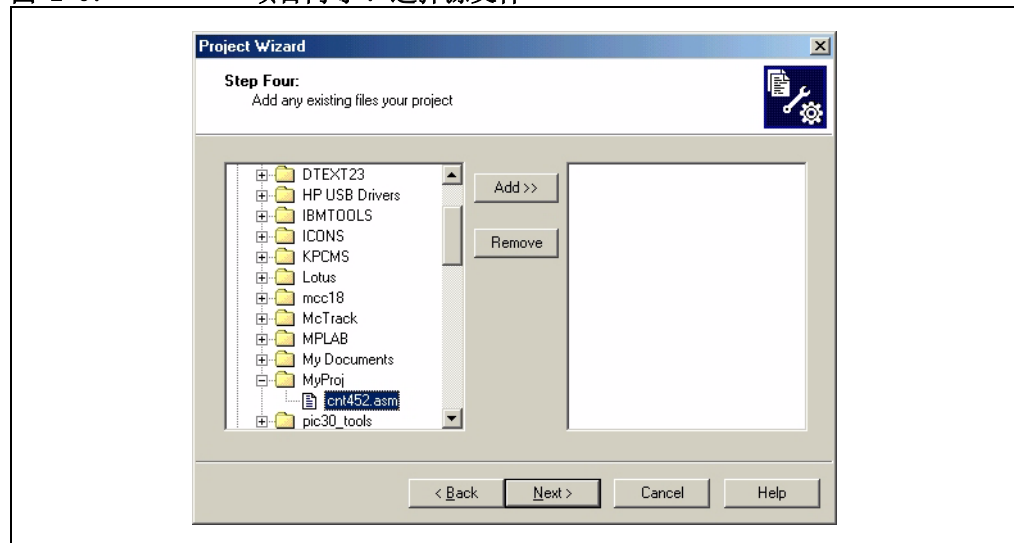 Project Wizard
Step Four:
Add any existing files your project
DTEXT23
HP USB Drivers
IBMTOOLS
ICONS
KPCMS
Lotus
mcc18
McTrack
MPLAB
My Documents
MyProj
cnt452.asm
pic30_tools
Add >>
Remove
< Back
Next >
Cancel
Help